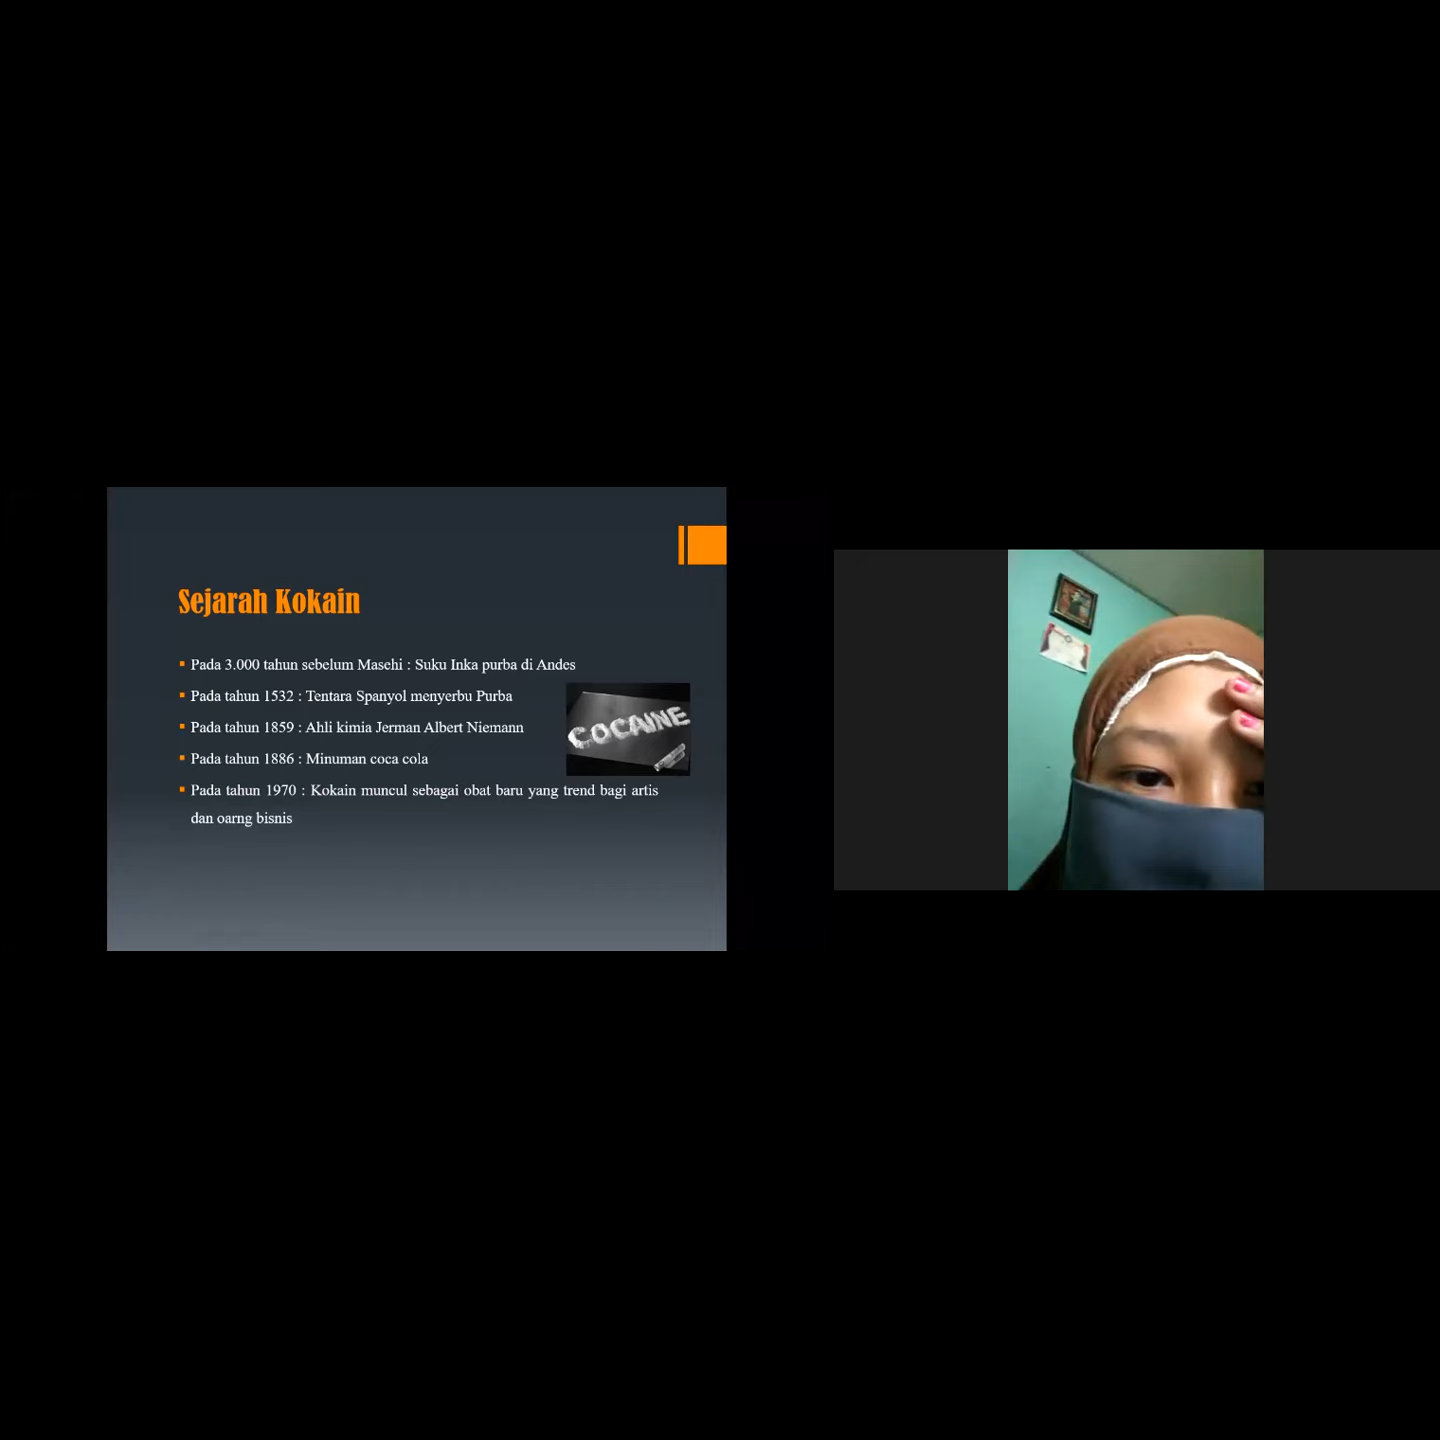 Sejarah Kokain
Pada 3.000 tahun sebelum Masehi : Suku Inka purba di Andes
Pada tahun 1532 : Tentara Spanyol menyerbu Purba
Pada tahun 1859 : Ahli kimia Jerman Albert Niemann
Pada tahun 1886 : Minuman coca cola
COCAINE
Pada tahun 1970 : Kokain muncul sebagai obat baru yang trend bagi artis
dan oarng bisnis